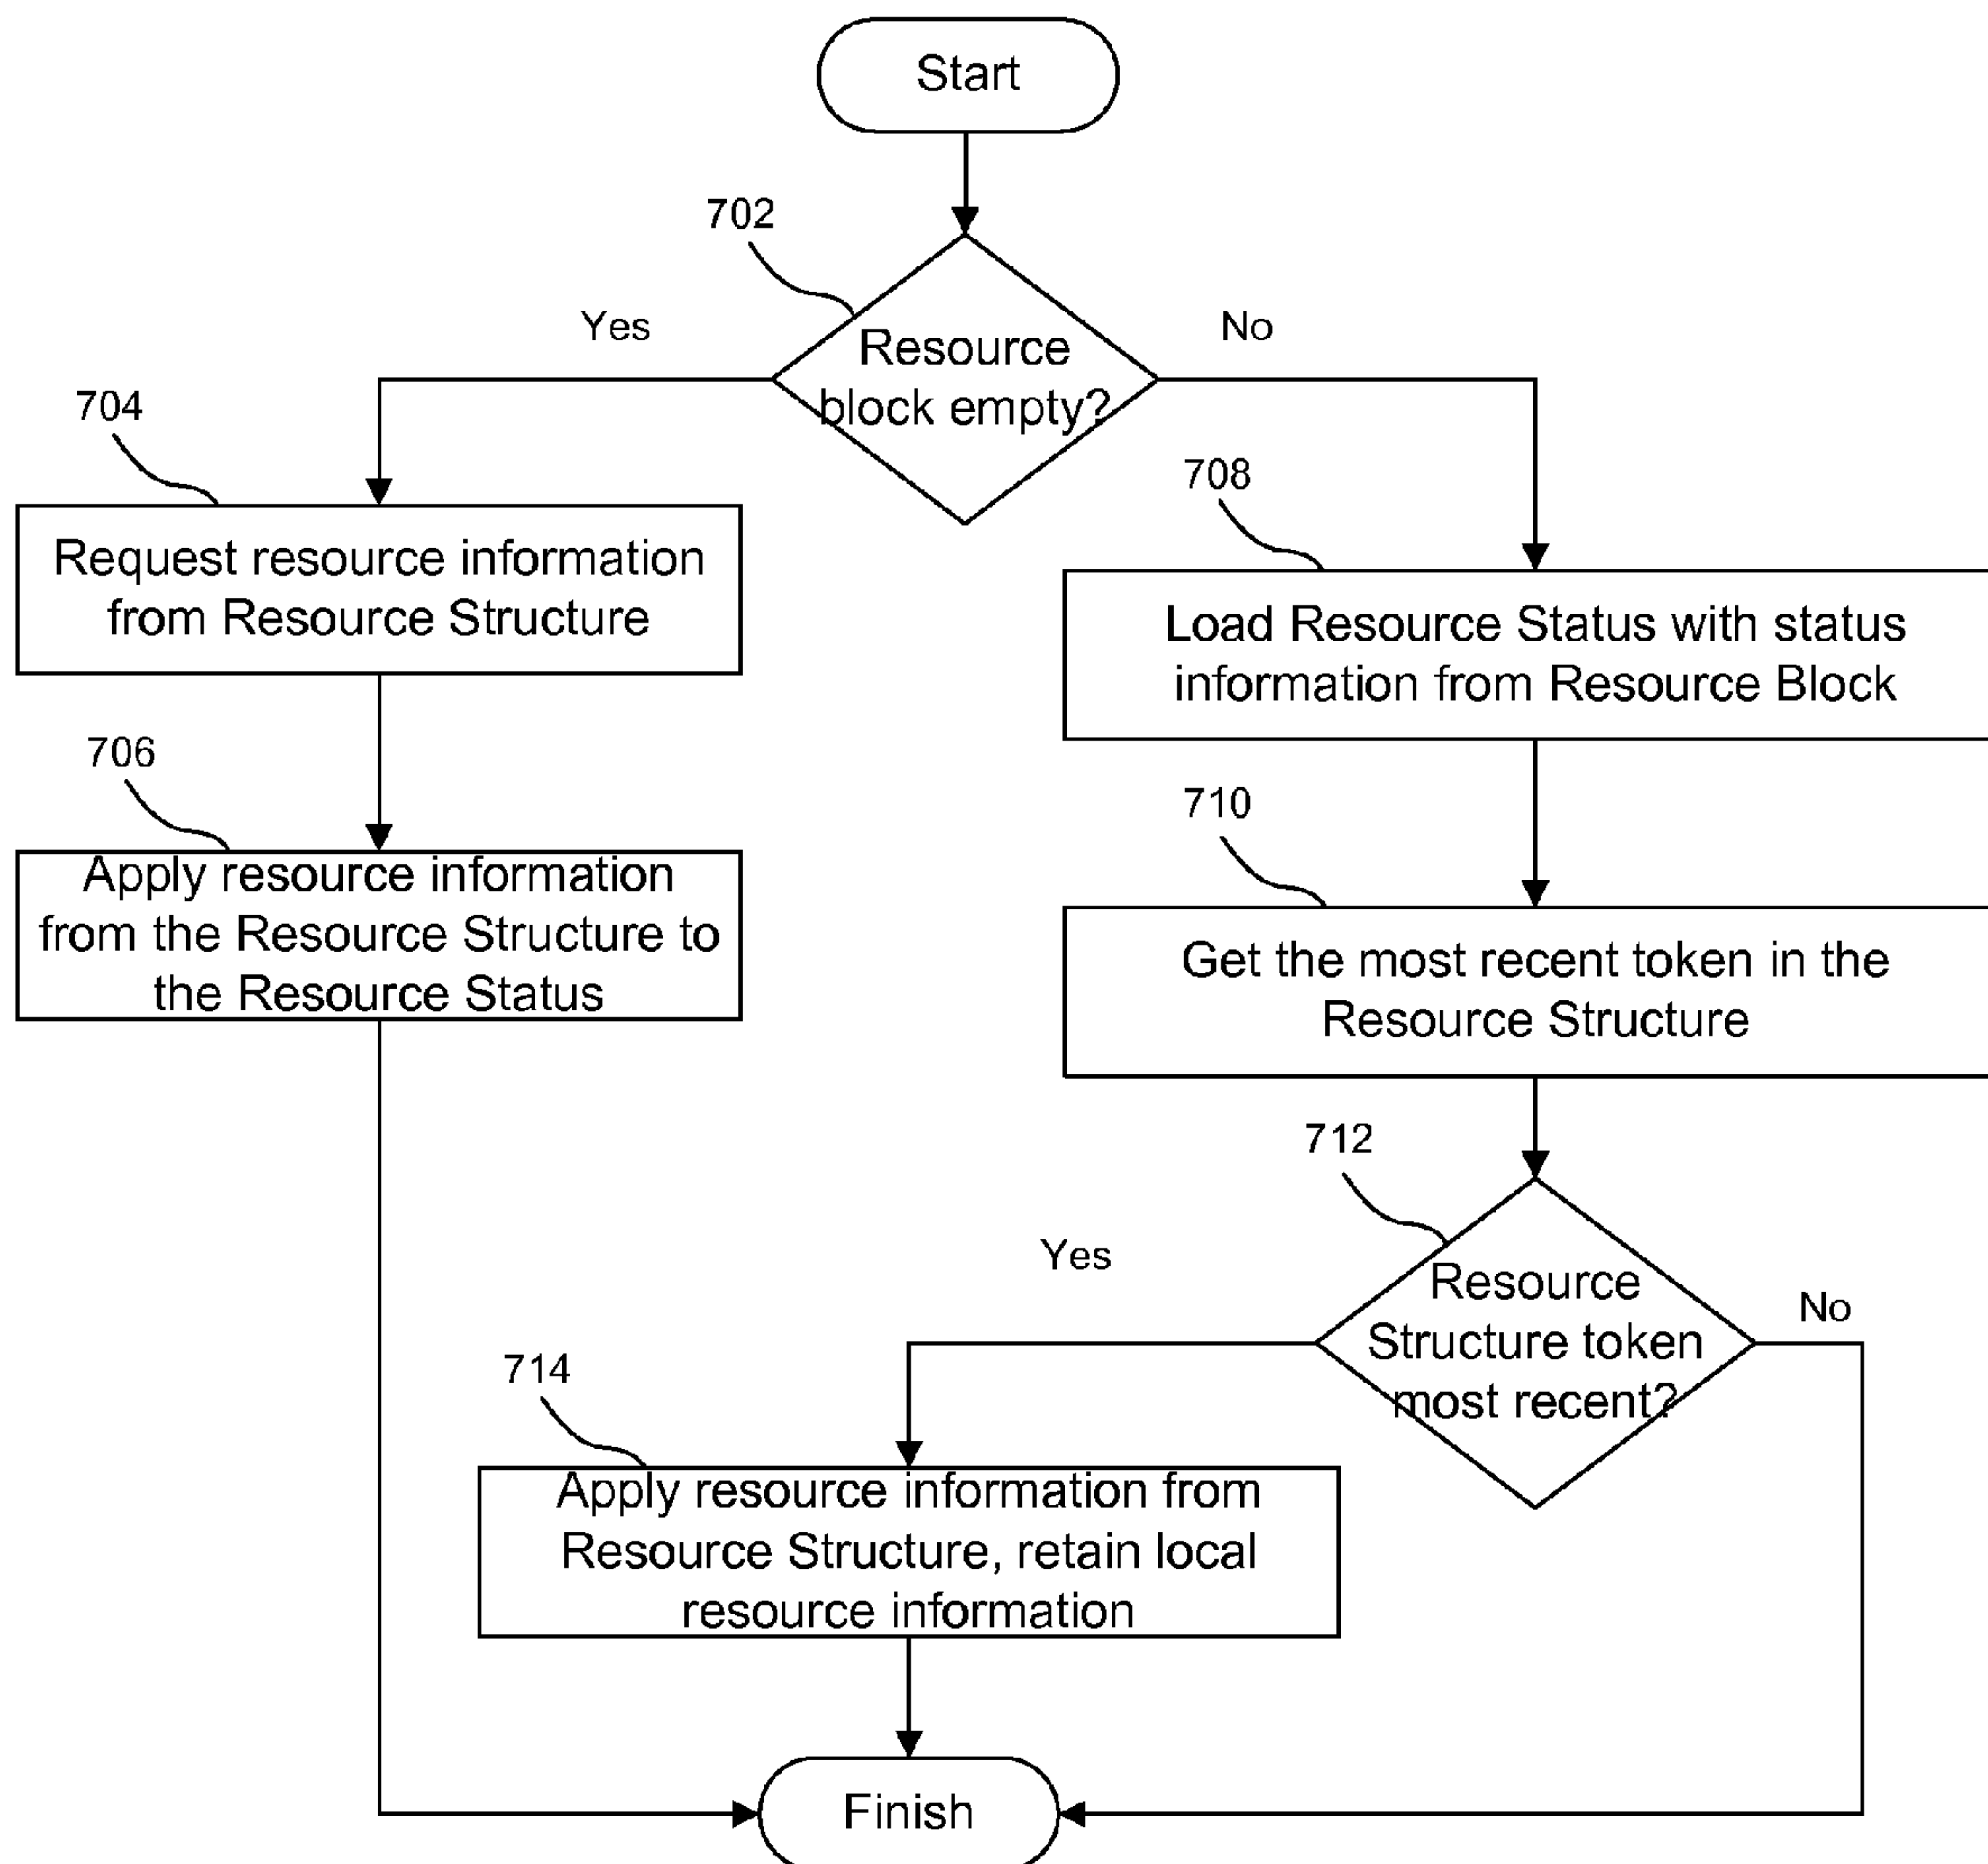 Start
702
Yes
No
Resource
block empty?
704
Request resource information
from Resource Structure
708
Load Resource Status with status
information from Resource Block
706
Apply resource information
from the Resource Structure to
the Resource Status
710
Get the most recent token in the
Resource Structure
712
Yes
No
Resource
Structure token
most recent?
714
Apply resource information from
Resource Structure, retain local
resource information
Finish